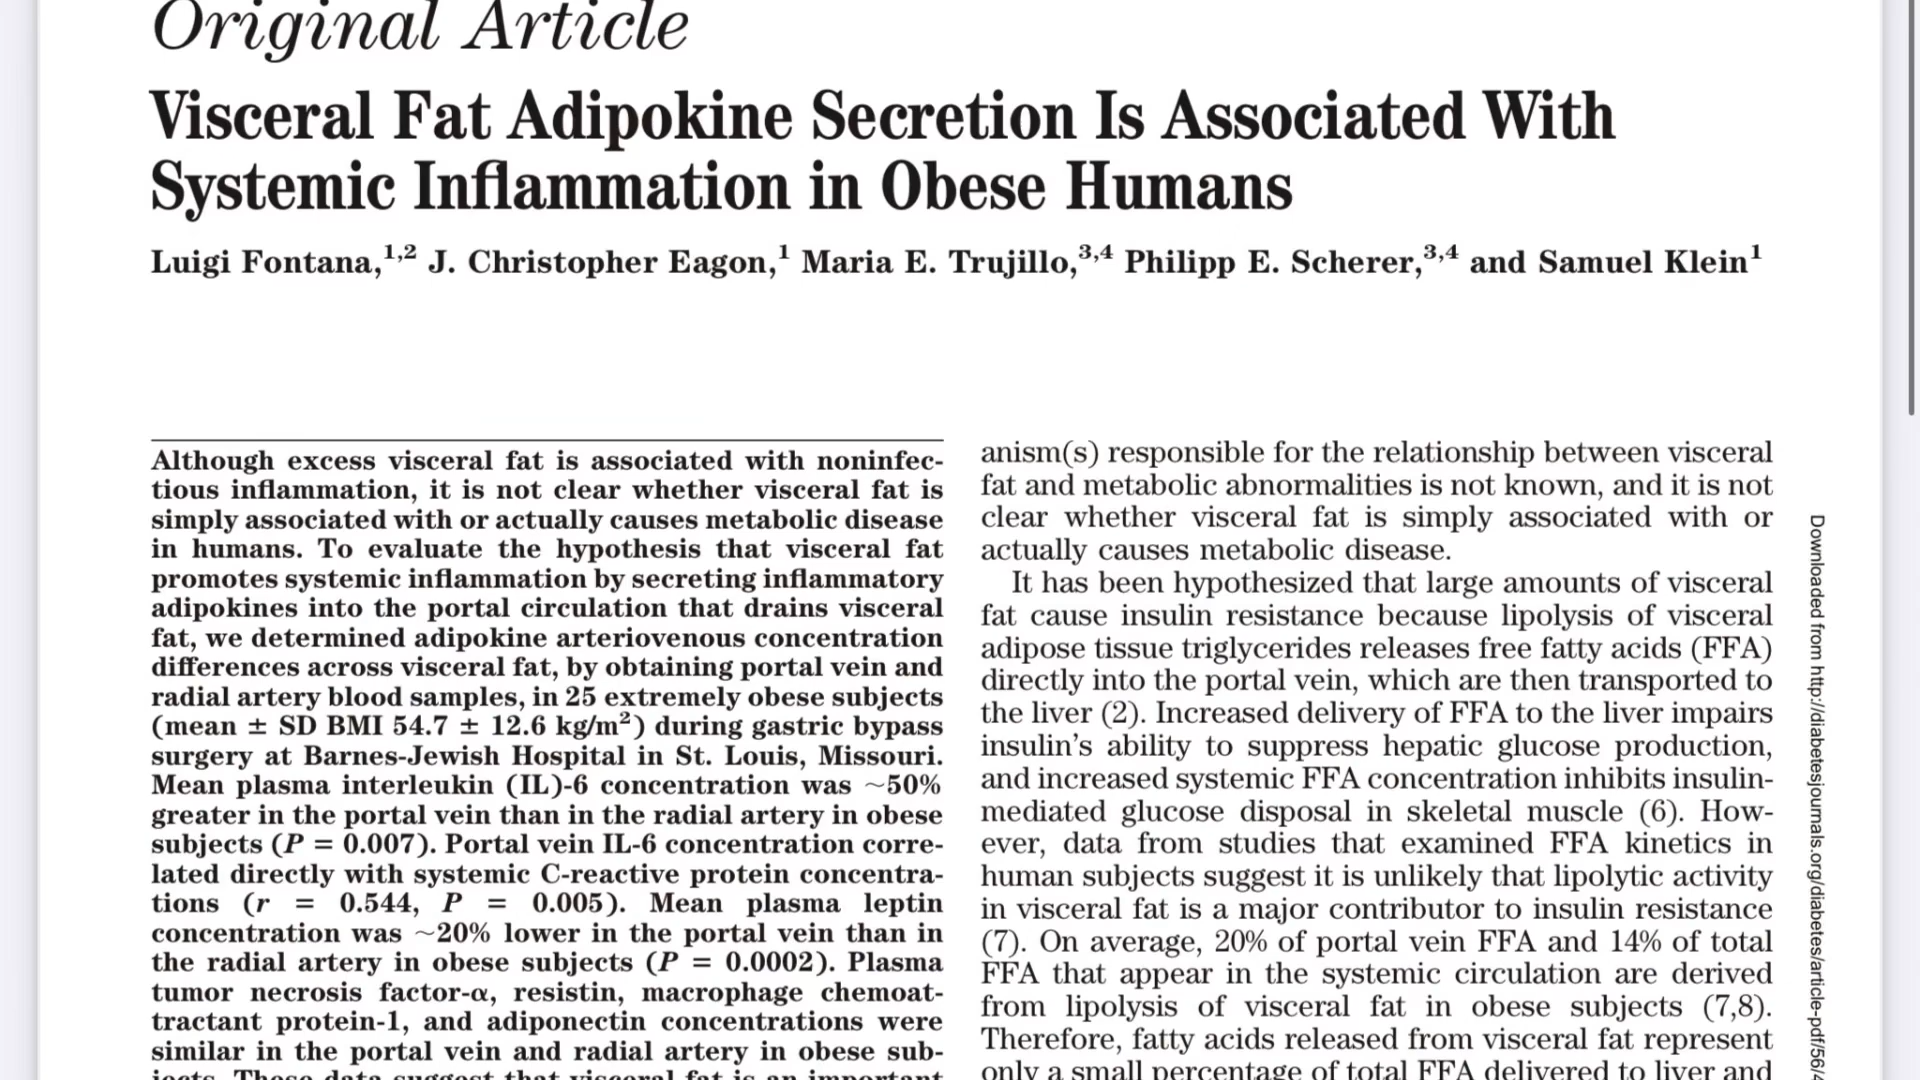 Original Article
Visceral Fat Adipokine Secretion Is Associated With
Systemic Inflammation in Obese Humans
Luigi Fontana,1,2 J. Christopher Eagon,1 Maria E. Trujillo,3,4 Philipp E. Scherer,3,4 and Samuel Klein1
Although excess visceral fat is associated with noninfec-
tious inflammation, it is not clear whether visceral fat is
simply associated with or actually causes metabolic disease
in humans. To evaluate the hypothesis that visceral fat
promotes systemic inflammation by secreting inflammatory
adipokines into the portal circulation that drains visceral
fat, we determined adipokine arteriovenous concentration
differences across visceral fat, by obtaining portal vein and
radial artery blood samples, in 25 extremely obese subjects
(mean ± SD BMI 54.7 ± 12.6 kg/m²) during gastric bypass
surgery at Barnes-Jewish Hospital in St. Louis, Missouri.
Mean plasma interleukin (IL)-6 concentration was ~50%
greater in the portal vein than in the radial artery in obese
subjects (P = 0.007). Portal vein IL-6 concentration corre-
lated directly with systemic C-reactive protein concentra-
tions (r = 0.544, P = 0.005). Mean plasma leptin
concentration was ~20% lower in the portal vein than in
the radial artery in obese subjects (P = 0.0002). Plasma
tumor necrosis factor-α, resistin, macrophage chemoat-
tractant protein-1, and adiponectin concentrations were
similar in the portal vein and radial artery in obese sub-
jects. These data suggest that visceral fat is an important
anism(s) responsible for the relationship between visceral
fat and metabolic abnormalities is not known, and it is not
clear whether visceral fat is simply associated with or
actually causes metabolic disease.
It has been hypothesized that large amounts of visceral
fat cause insulin resistance because lipolysis of visceral
adipose tissue triglycerides releases free fatty acids (FFA)
directly into the portal vein, which are then transported to
the liver (2). Increased delivery of FFA to the liver impairs
insulin's ability to suppress hepatic glucose production,
and increased systemic FFA concentration inhibits insulin-
mediated glucose disposal in skeletal muscle (6). How-
ever, data from studies that examined FFA kinetics in
human subjects suggest it is unlikely that lipolytic activity
in visceral fat is a major contributor to insulin resistance
(7). On average, 20% of portal vein FFA and 14% of total
FFA that appear in the systemic circulation are derived
from lipolysis of visceral fat in obese subjects (7,8).
Therefore, fatty acids released from visceral fat represent
only a small percentage of total FFA delivered to liver and
Downloaded from http://diabetesjournals.org/diabetes/article-pdf/56/4